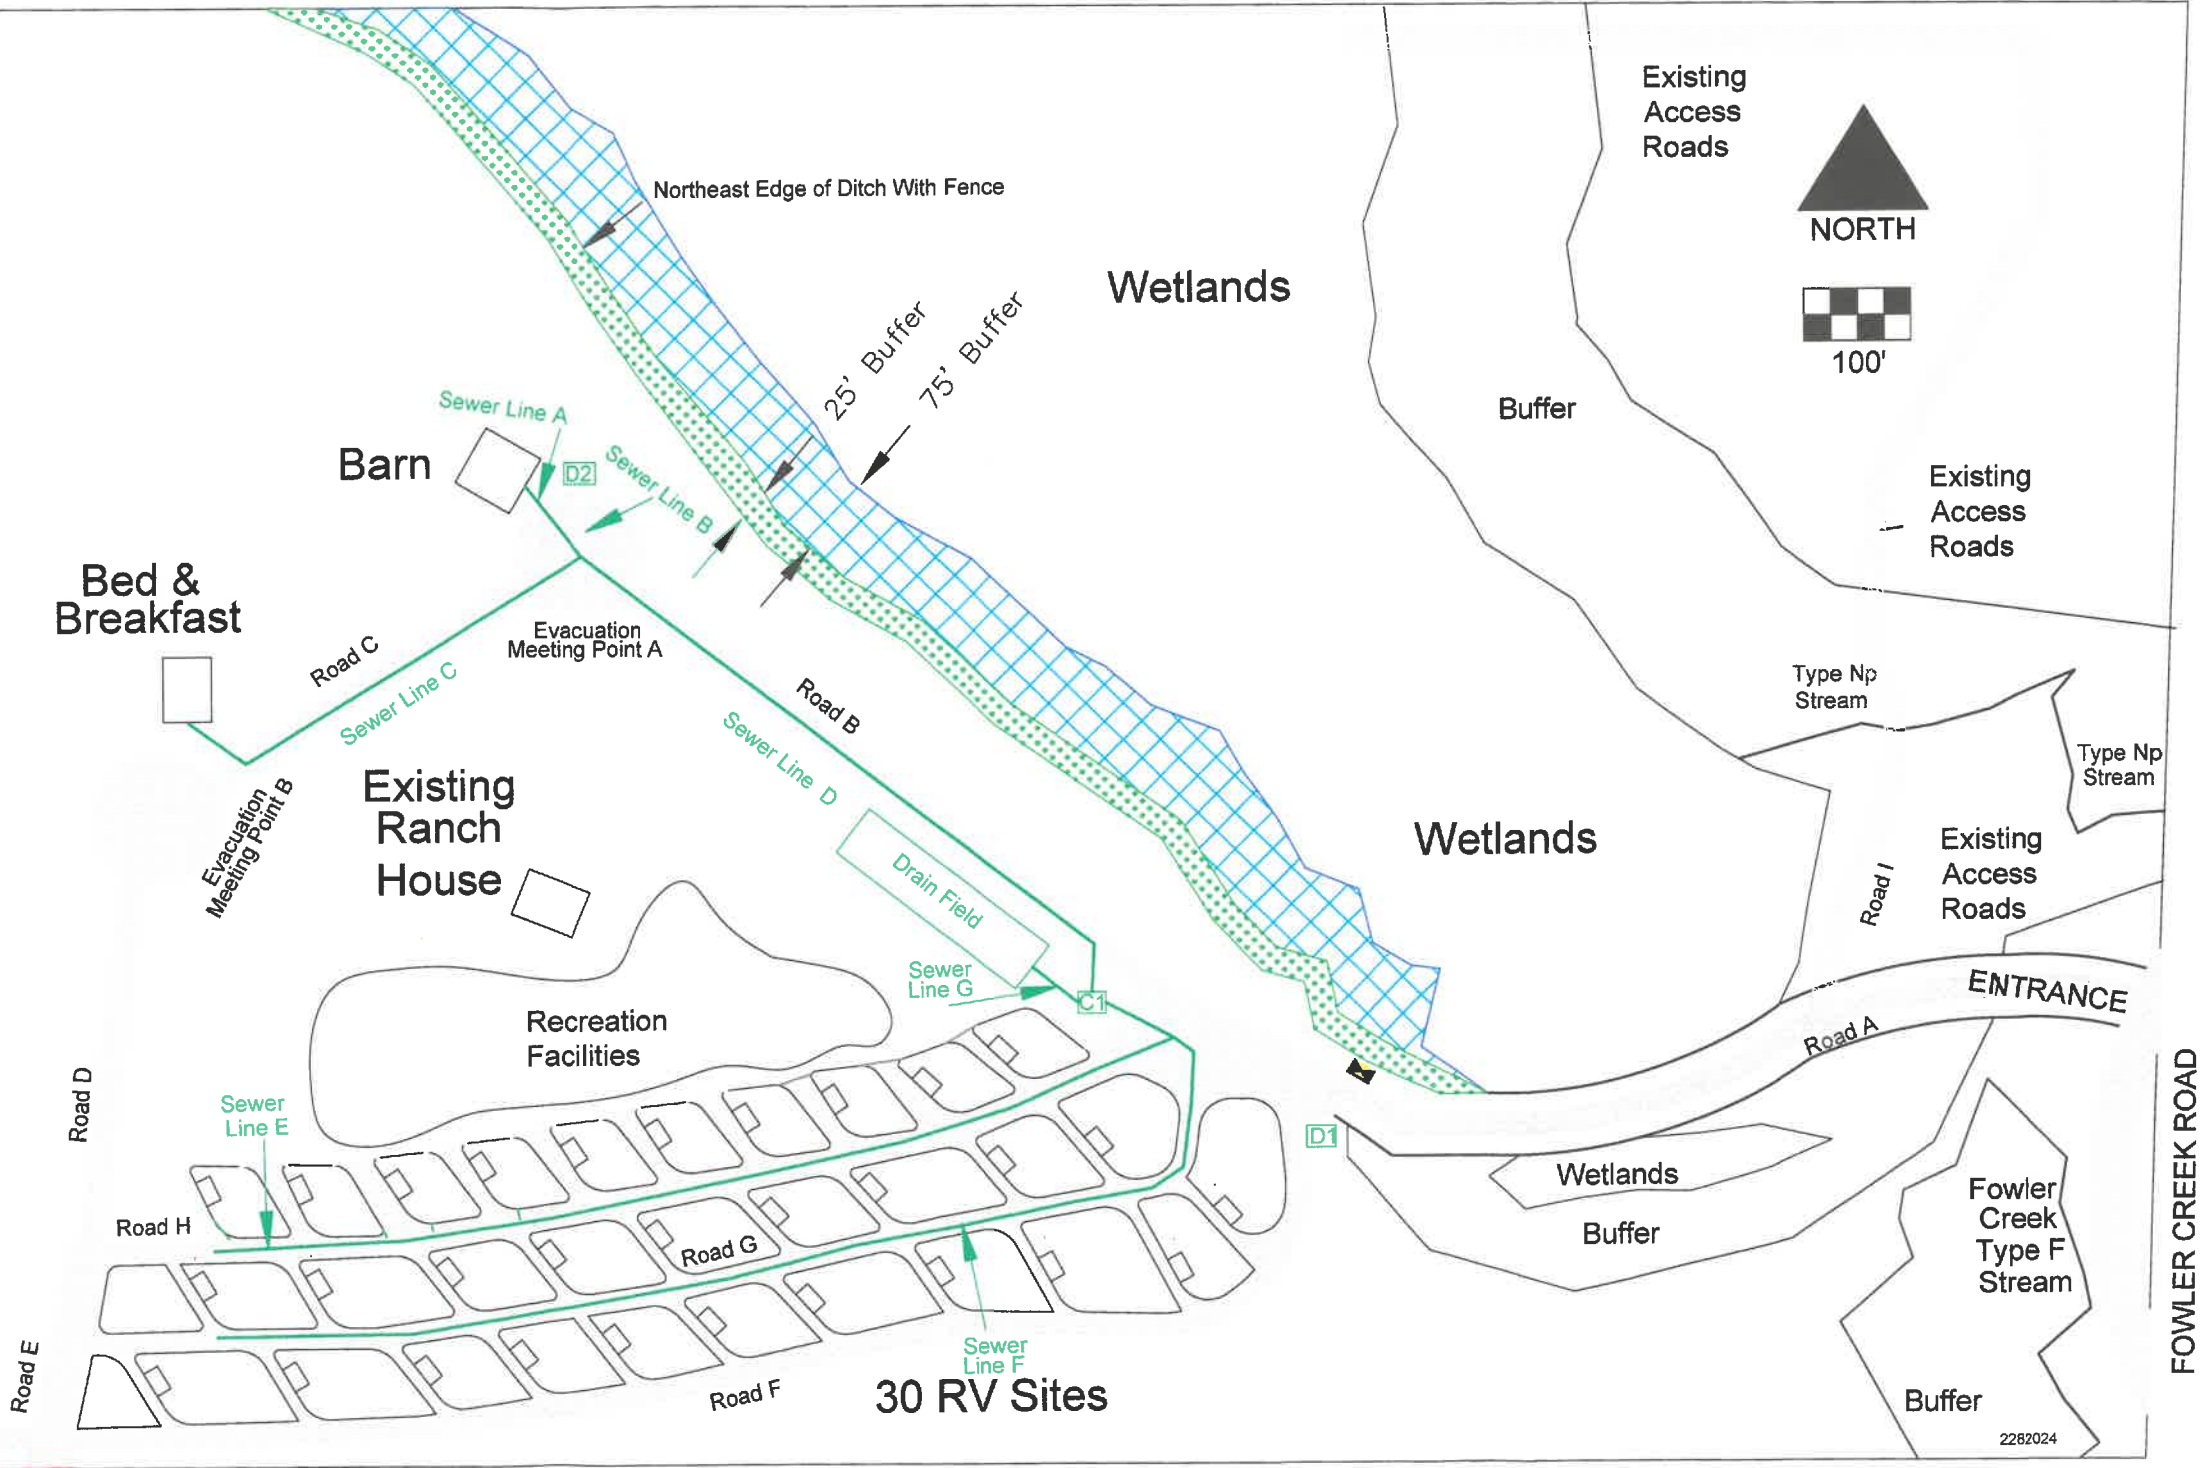 Existing
Access
Roads
NORTH
100'
Northeast Edge of Ditch With Fence
Wetlands
25' Buffer
75' Buffer
Buffer
Sewer Line A
Barn
D2
Sewer Line B
Existing
Access
Roads
Bed &
Breakfast
Road C
Sewer Line C
Evacuation
Meeting Point A
Road B
Sewer Line D
Type Np
Stream
Type Np
Stream
Evacuation
Meeting Point B
Existing
Ranch
House
Drain Field
Wetlands
Road I
Existing
Access
Roads
Sewer
Line G
C1
ENTRANCE
Road A
Recreation
Facilities
Road D
Sewer
Line E
D1
Wetlands
Buffer
Fowler
Creek
Type F
Stream
FOWLER CREEK ROAD
Road H
Road G
Road E
Sewer
Line F
Road F
30 RV Sites
Buffer
2282024